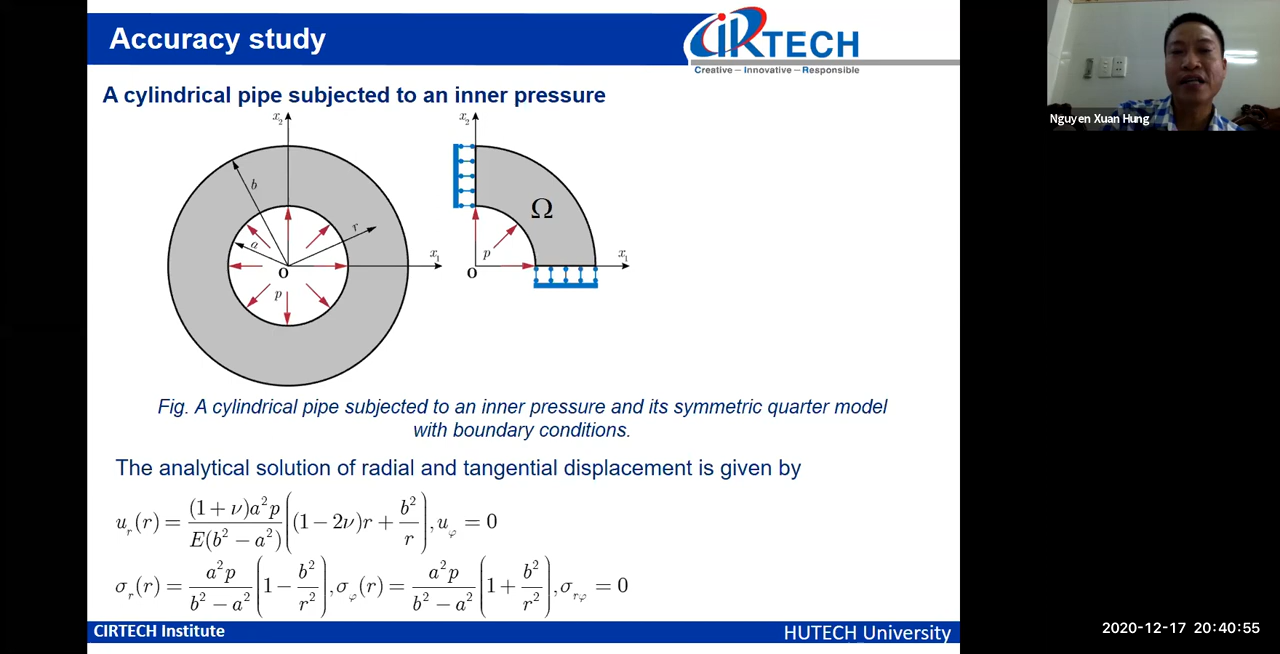 Accuracy study
CIRTECH
Creative – Innovative – Responsible
A cylindrical pipe subjected to an inner pressure
x₂
b
r
a
x₁
O
p
x₂
Ω
p
x₁
O
Fig. A cylindrical pipe subjected to an inner pressure and its symmetric quarter model
with boundary conditions.
The analytical solution of radial and tangential displacement is given by
u_r(r) = (1 + ν)a²p / E(b² − a²) ((1 − 2ν)r + b²/r), u_φ = 0
σ_r(r) = a²p / (b² − a²) (1 − b²/r²), σ_φ(r) = a²p / (b² − a²) (1 + b²/r²), σ_rφ = 0
CIRTECH Institute
HUTECH University
Nguyen Xuan Hung
2020-12-17 20:40:55